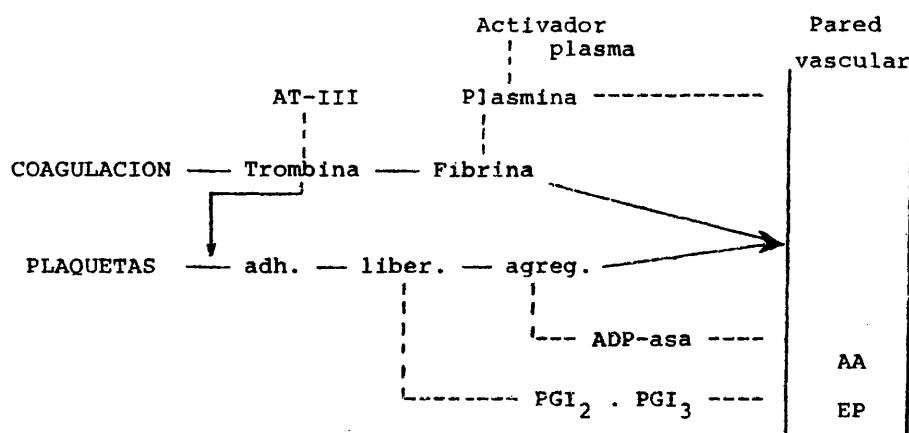 Activador Pared
plasma vascular
AT-III Plasmina
COAGULACION Trombina Fibrina
PLAQUETAS adh. liber. agreg.
ADP-asa
AA
PGI2 . PGI3
EP